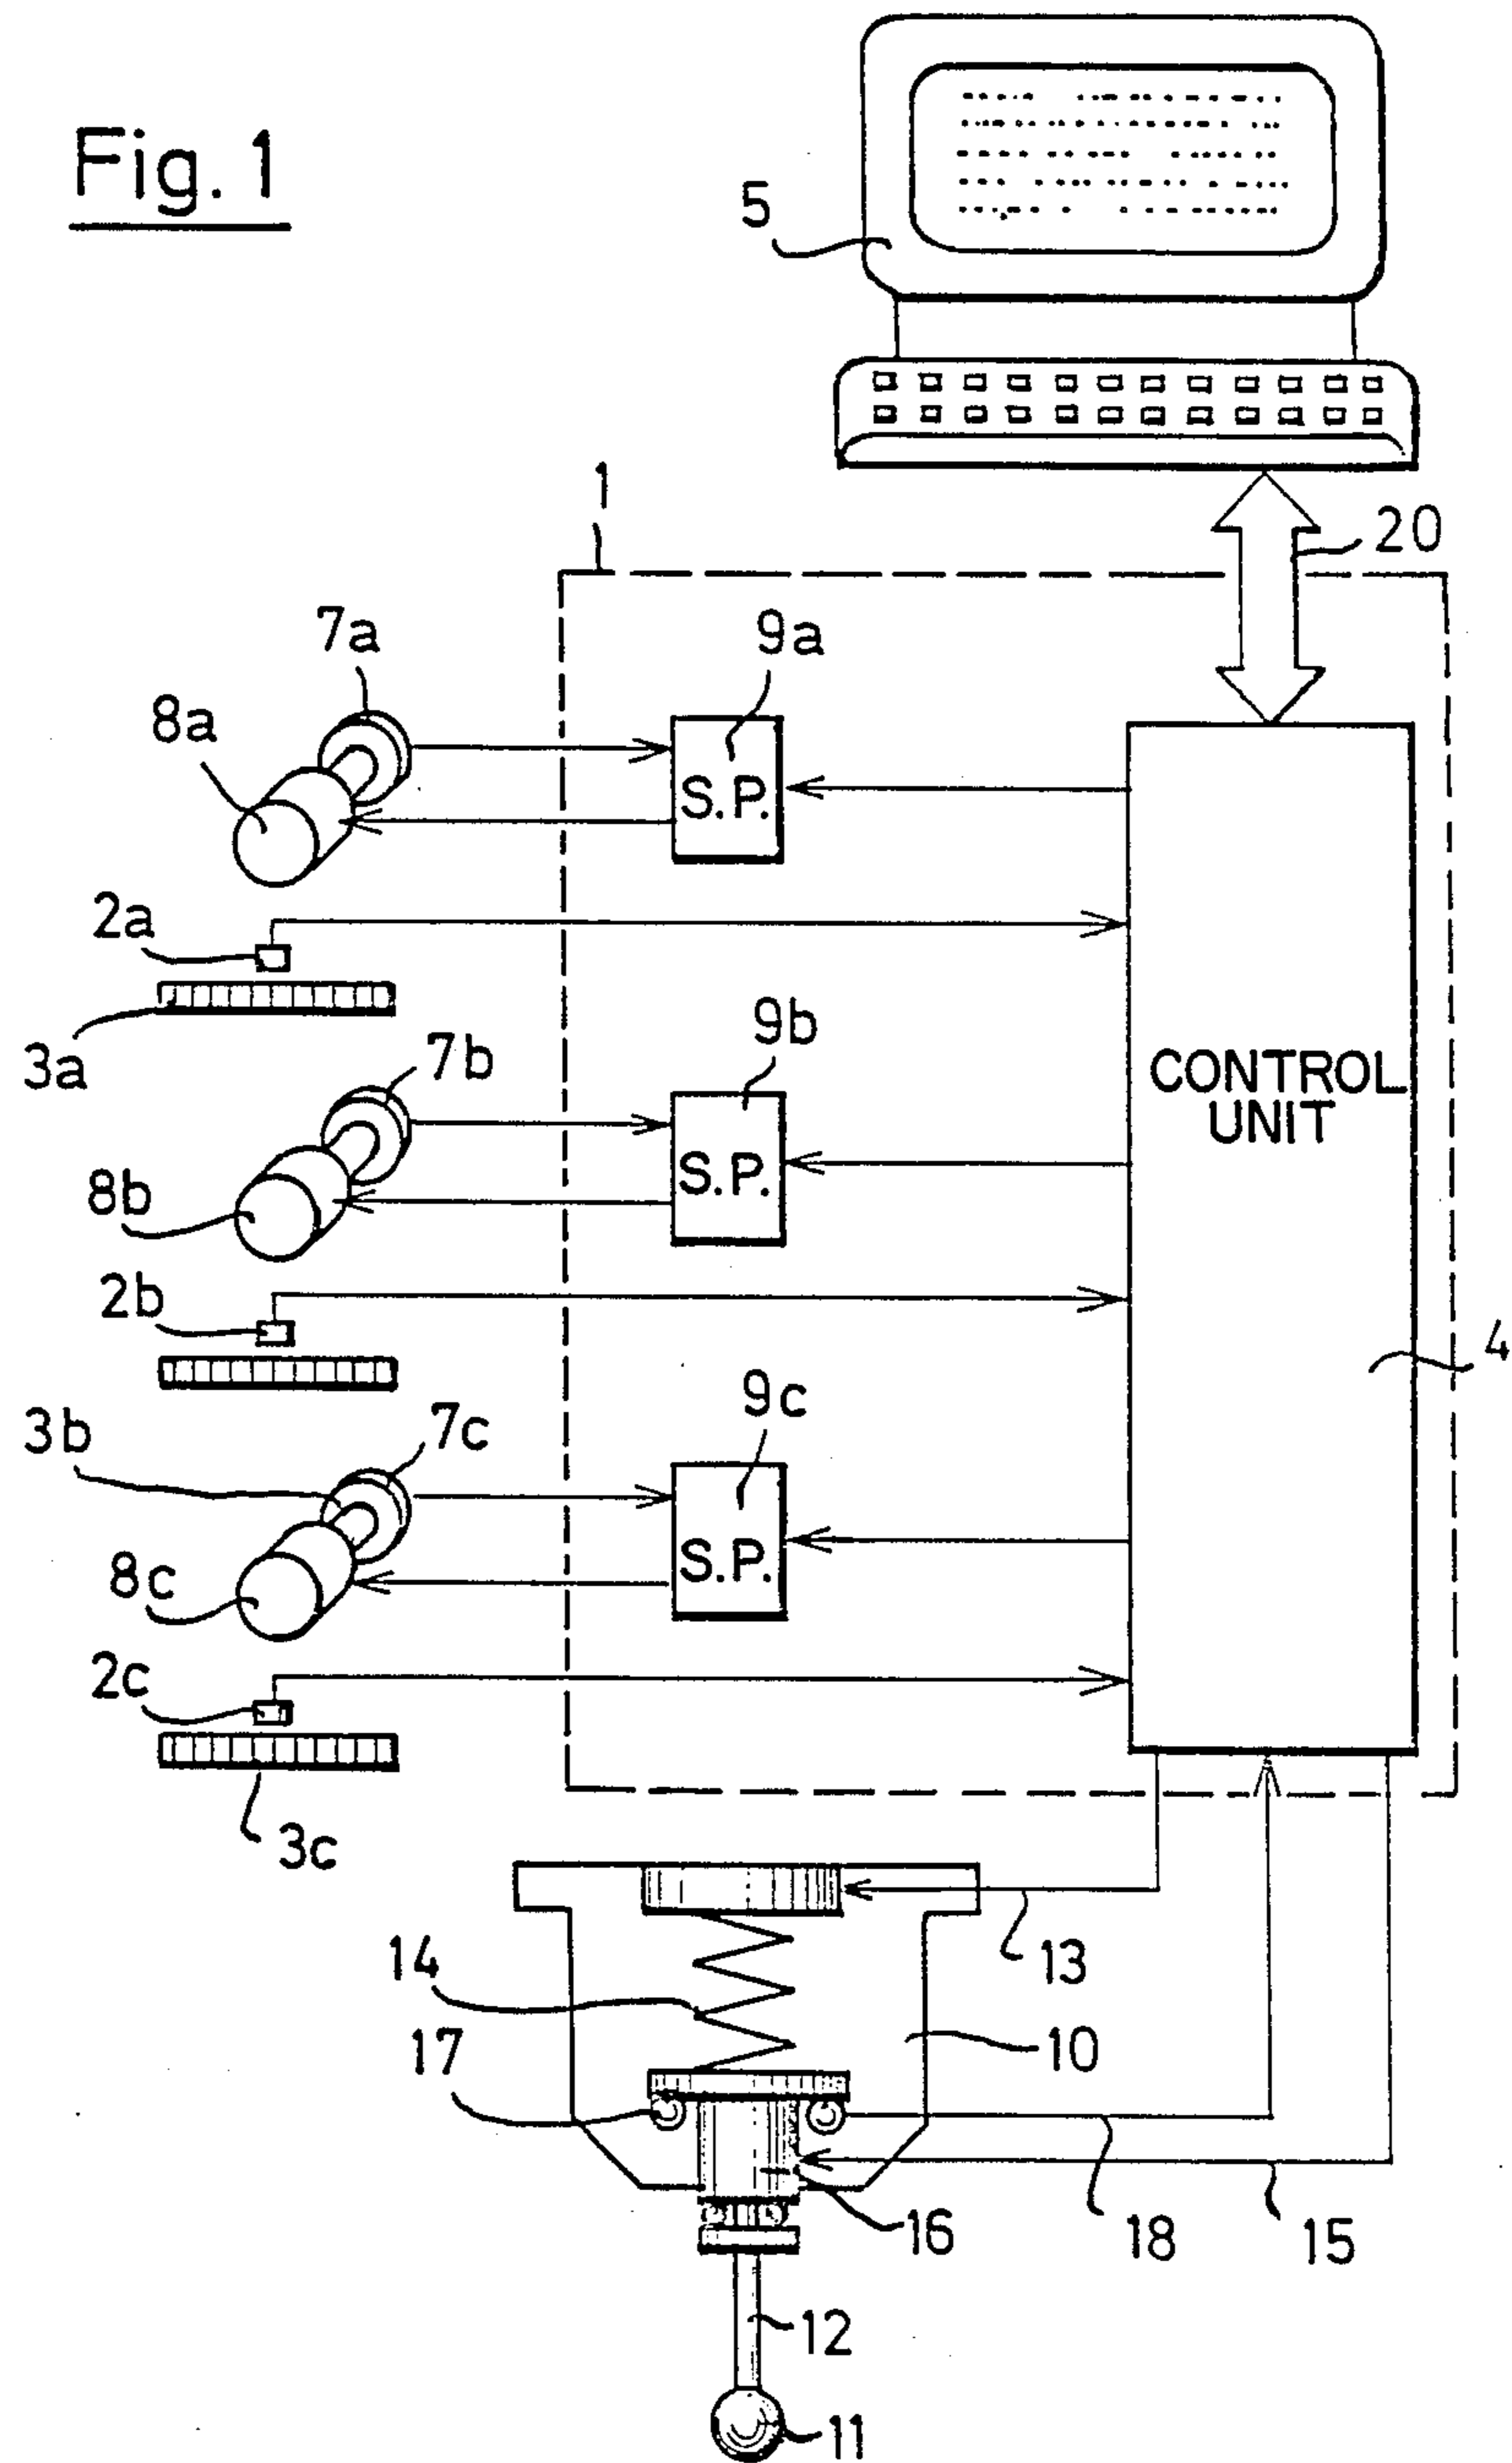 Fig. 1
5
1
20
7a
9a
8a
S.P.
2a
3a
7b
9b
CONTROL
UNIT
S.P.
8b
2b
4
9c
3b
7c
S.P.
8c
2c
3c
13
14
17
10
16
18
15
12
11